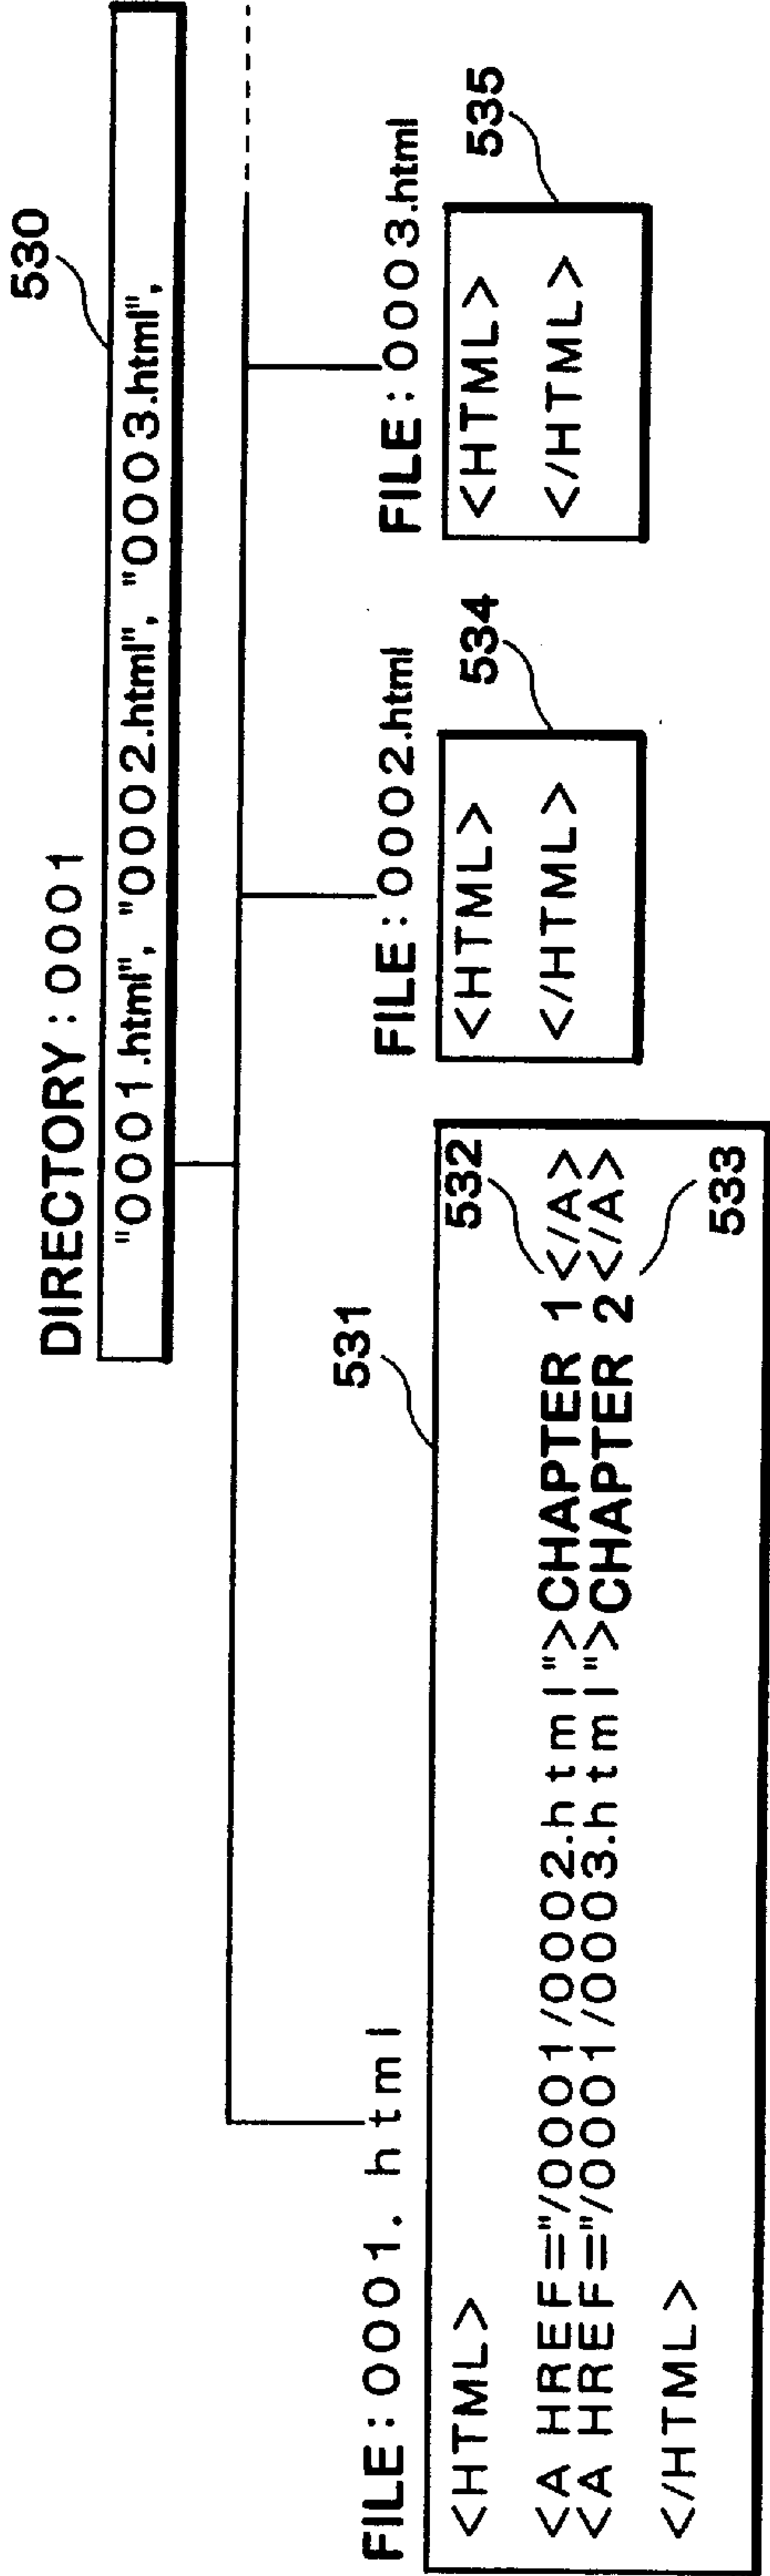 530
DIRECTORY:0001
"0001.html", "0002.html", "0003.html",
FILE:0001.html
531
<HTML>
<A HREF="/0001/0002.html">CHAPTER 1</A>
532
<A HREF="/0001/0003.html">CHAPTER 2</A>
533
</HTML>
FILE:0002.html
534
<HTML>
</HTML>
FILE:0003.html
535
<HTML>
</HTML>